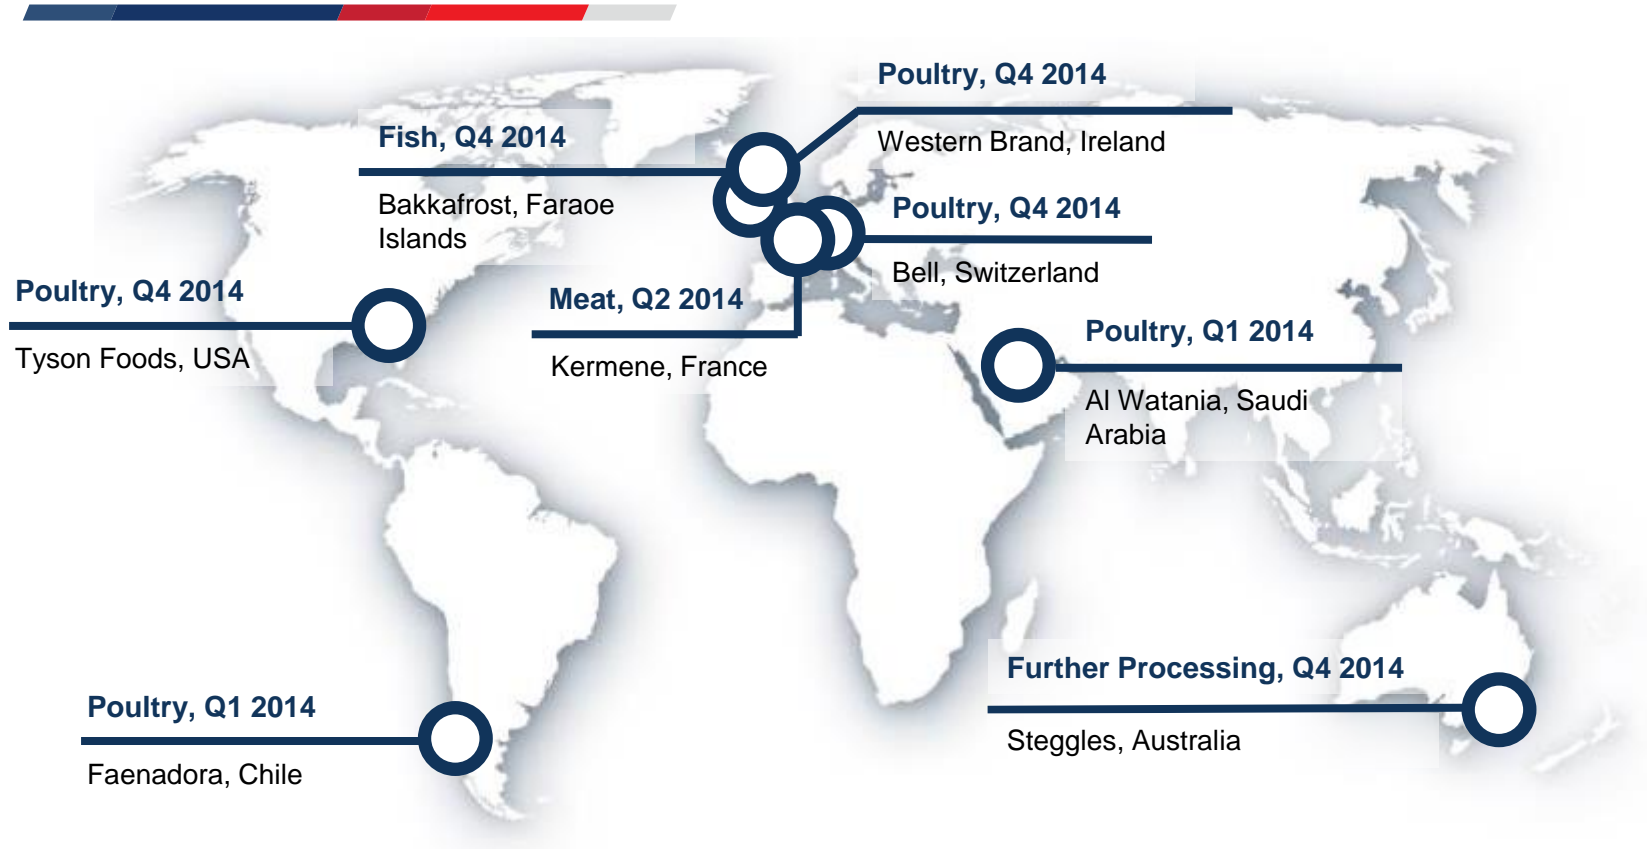 Poultry, Q4 2014
Western Brand, Ireland
Fish, Q4 2014
Bakkafrost, Faraoe
Islands
Poultry, Q4 2014
Bell, Switzerland
Poultry, Q4 2014
Tyson Foods, USA
Meat, Q2 2014
Kermene, France
Poultry, Q1 2014
Al Watania, Saudi
Arabia
Further Processing, Q4 2014
Steggles, Australia
Poultry, Q1 2014
Faenadora, Chile